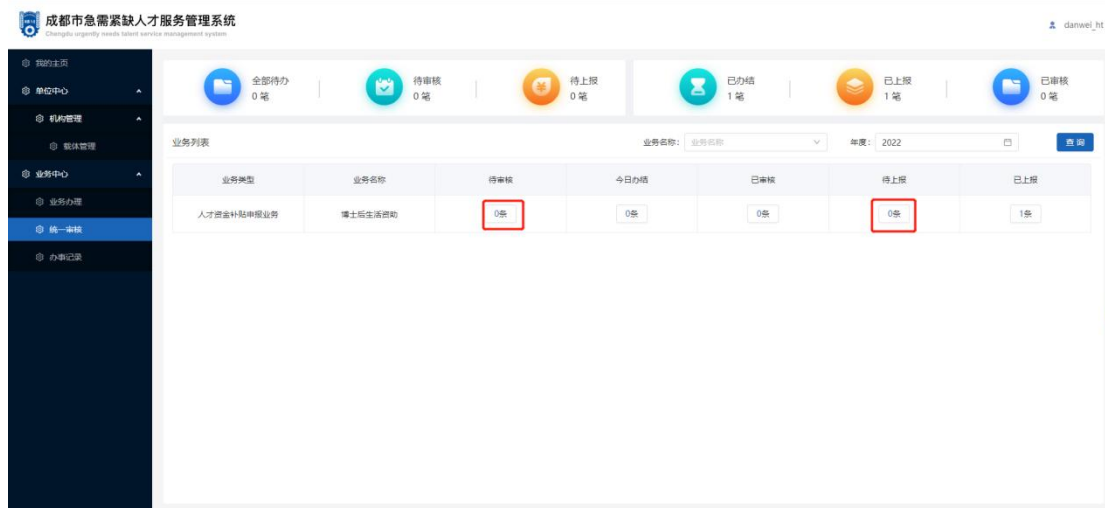 成都市急需紧缺人才服务管理系统
Chengdu urgently needs talent service management system
danwei_ht
我的主页
单位中心
机构管理
载体管理
业务中心
业务办理
统一审核
办事记录
全部待办 待审核 待上报 已办结 已上报 已审核
0 笔 0 笔 0 笔 1 笔 1 笔 0 笔
业务列表 业务名称: 业务名称 年度: 2022 查询
业务类型 业务名称 待审核 今日办结 已审核 待上报 已上报
人才资金补贴申报业务 博士后生活资助 0条 0条 0条 0条 1条